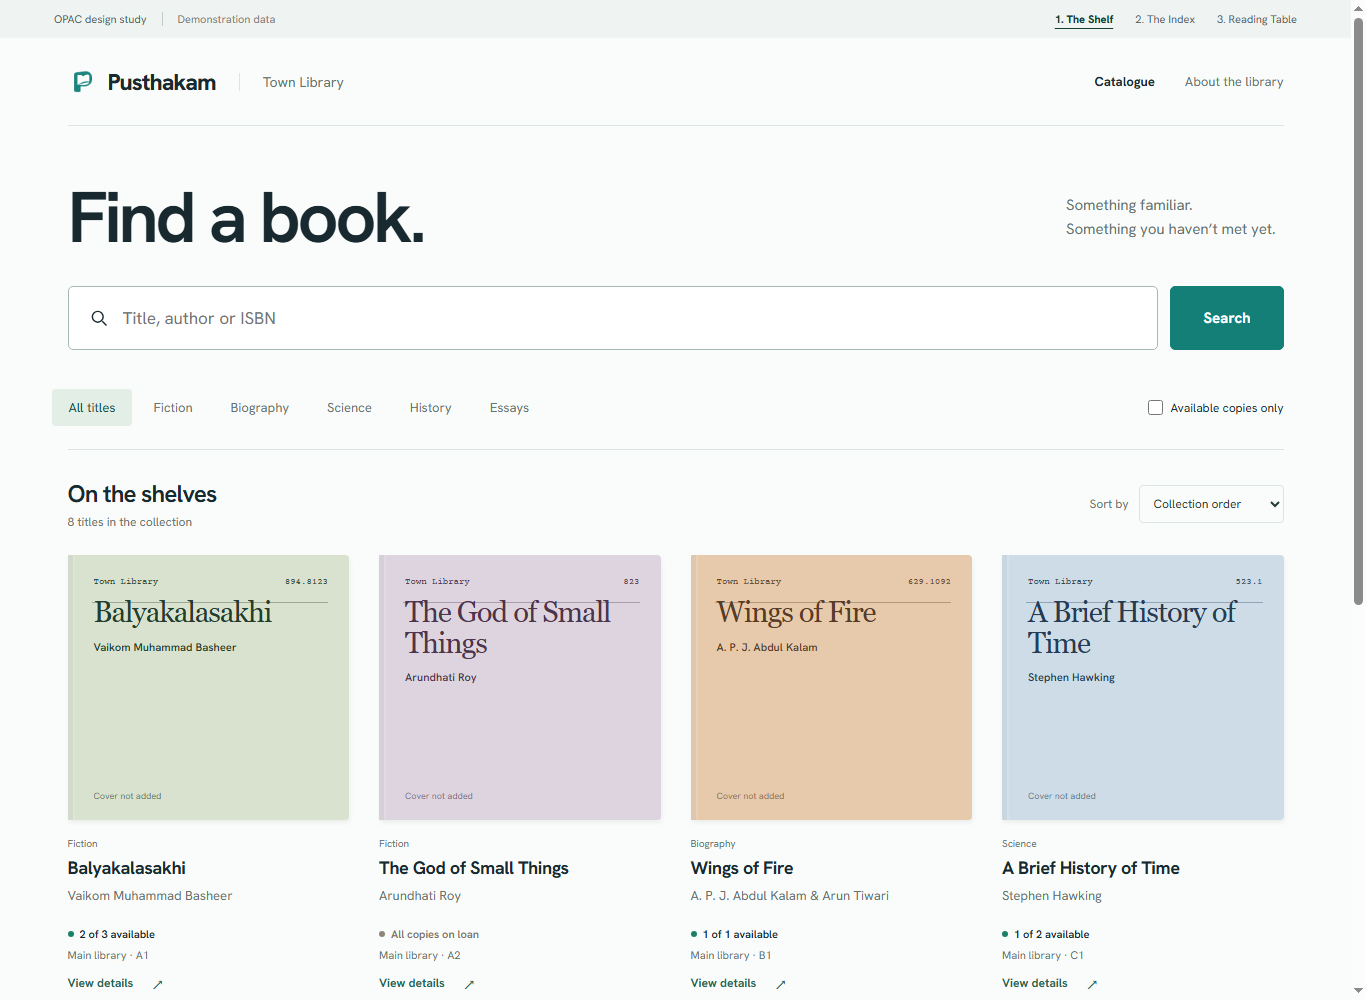 OPAC design study
Demonstration data
1. The Shelf
2. The Index
3. Reading Table
Pusthakam
Town Library
Catalogue
About the library
Find a book.
Something familiar.
Something you haven’t met yet.
Title, author or ISBN
Search
All titles
Fiction
Biography
Science
History
Essays
Available copies only
On the shelves
8 titles in the collection
Sort by
Collection order
Town Library
894.8123
Balyakalasakhi
Vaikom Muhammad Basheer
Cover not added
Fiction
Balyakalasakhi
Vaikom Muhammad Basheer
2 of 3 available
Main library · A1
View details ↗
Town Library
823
The God of Small
Things
Arundhati Roy
Cover not added
Fiction
The God of Small Things
Arundhati Roy
All copies on loan
Main library · A2
View details ↗
Town Library
629.1092
Wings of Fire
A. P. J. Abdul Kalam
Cover not added
Biography
Wings of Fire
A. P. J. Abdul Kalam & Arun Tiwari
1 of 1 available
Main library · B1
View details ↗
Town Library
523.1
A Brief History of
Time
Stephen Hawking
Cover not added
Science
A Brief History of Time
Stephen Hawking
1 of 2 available
Main library · C1
View details ↗